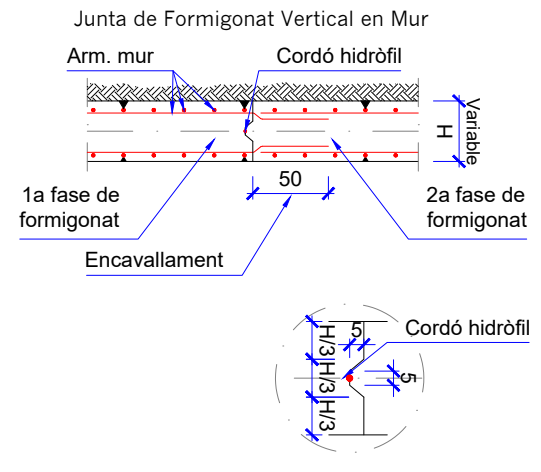 Junta de Formigonat Vertical en Mur
Arm. mur
Cordó hidròfil
Variable
H
50
1a fase de
formigonat
2a fase de
formigonat
Encavallament
5
Cordó hidròfil
H/3
H/3
H/3
5